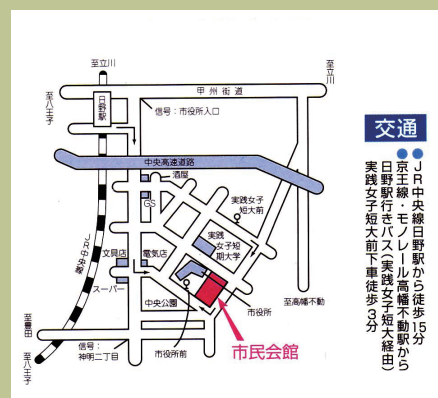 至立川
至立川
甲州街道
日野駅
至八王子
信号：市役所入口
中央高速道路
酒屋
GS
実践女子
短大前
実践
女子短
期大学
文具店
電気店
JR中央線
スーパー
中央公園
市役所
至高幡不動
至豊田
信号：
神明二丁目
市役所前
至八王子
市民会館
交通
●JR中央線日野駅から徒歩15分
●京王線・モノレール高幡不動駅から
日野駅行きバス（実践女子短大経由）
実践女子短大前下車徒歩3分